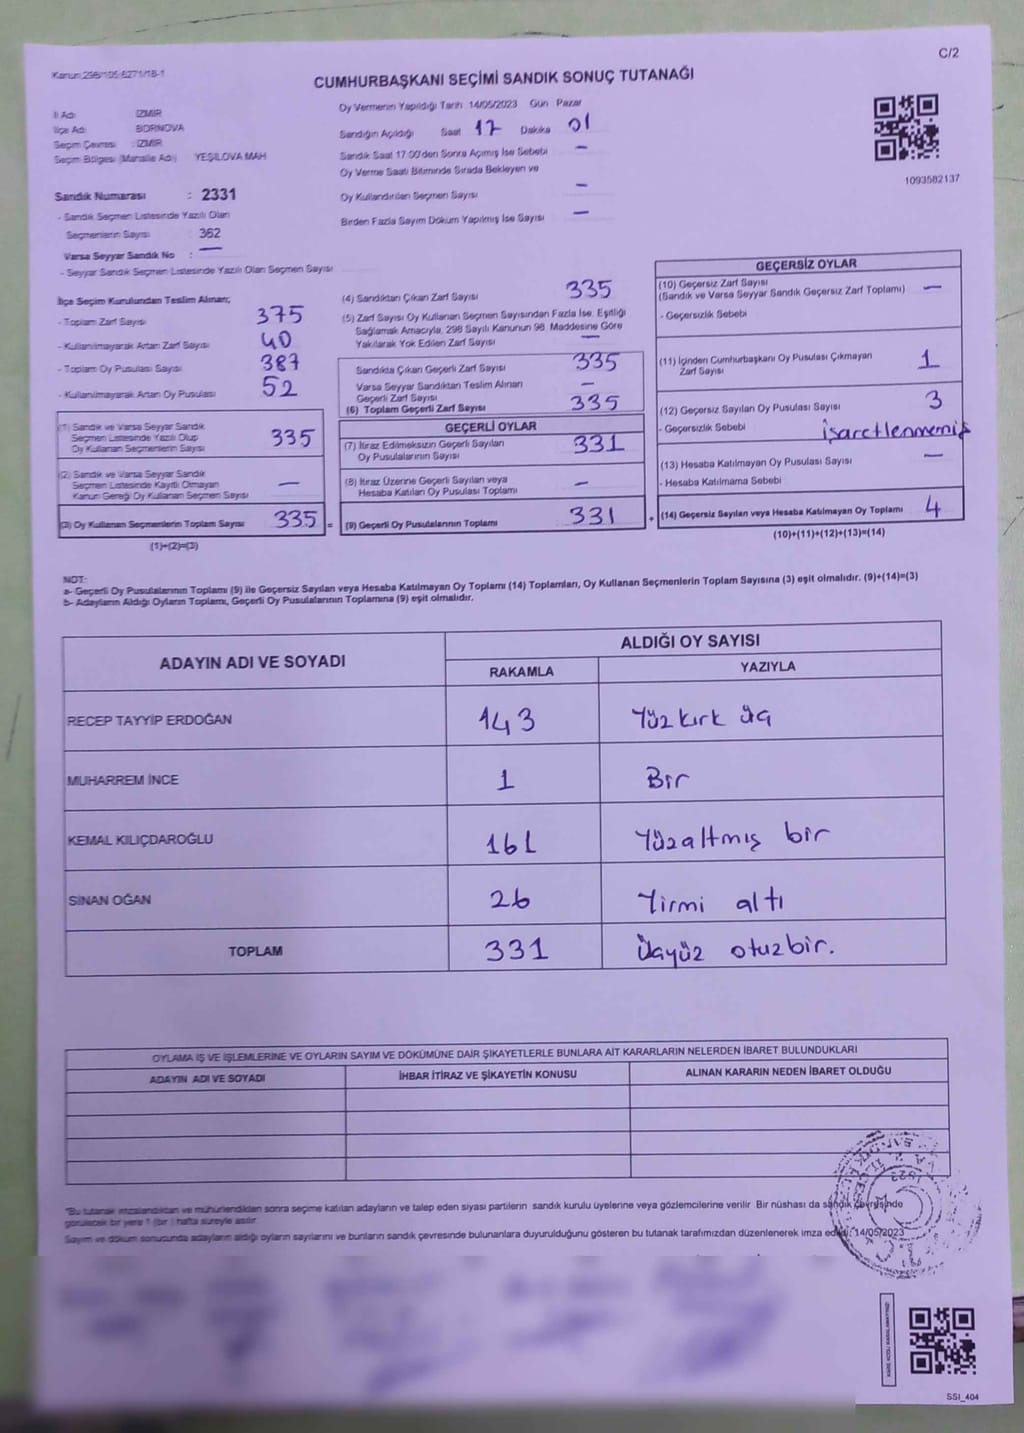 C/2
Kanun:298/105-6271/18-1
CUMHURBAŞKANI SEÇİMİ SANDIK SONUÇ TUTANAĞI
İl Adı İZMİR
İlçe Adı BORNOVA
Seçim Çevresi : İZMİR
Seçim Bölgesi (Mahalle Adı) YEŞİLOVA MAH
Sandık Numarası : 2331
- Sandık Seçmen Listesinde Yazılı Olan
Seçmenlerin Sayısı 362
Varsa Seyyar Sandık No : —
- Seyyar Sandık Seçmen Listesinde Yazılı Olan Seçmen Sayısı
Oy Vermenin Yapıldığı Tarih 14/05/2023 Gün Pazar
Sandığın Açıldığı Saat 17 Dakika 01
Sandık Saat 17.00'den Sonra Açılmış İse Sebebi —
Oy Verme Saati Bitiminde Sırada Bekleyen ve
Oy Kullandırılan Seçmen Sayısı —
Birden Fazla Sayım Döküm Yapılmış İse Sayısı —
1093582137
İlçe Seçim Kurulundan Teslim Alınan;
- Toplam Zarf Sayısı 375
- Kullanılmayarak Artan Zarf Sayısı 40
- Toplam Oy Pusulası Sayısı 387
- Kullanılmayarak Artan Oy Pusulası 52
(1) Sandık ve Varsa Seyyar Sandık
Seçmen Listesinde Yazılı Olup
Oy Kullanan Seçmenlerin Sayısı 335
(2) Sandık ve Varsa Seyyar Sandık
Seçmen Listesinde Kayıtlı Olmayan
Kanun Gereği Oy Kullanan Seçmen Sayısı —
(3) Oy Kullanan Seçmenlerin Toplam Sayısı 335 =
(1)+(2)=(3)
(4) Sandıktan Çıkan Zarf Sayısı 335
(5) Zarf Sayısı Oy Kullanan Seçmen Sayısından Fazla İse, Eşitliği
Sağlamak Amacıyla, 298 Sayılı Kanunun 98. Maddesine Göre
Yakılarak Yok Edilen Zarf Sayısı —
Sandıkta Çıkan Geçerli Zarf Sayısı 335
Varsa Seyyar Sandıktan Teslim Alınan
Geçerli Zarf Sayısı —
(6) Toplam Geçerli Zarf Sayısı 335
GEÇERLİ OYLAR
(7) İtiraz Edilmeksizin Geçerli Sayılan
Oy Pusulalarının Sayısı 331
(8) İtiraz Üzerine Geçerli Sayılan veya
Hesaba Katılan Oy Pusulası Toplamı —
(9) Geçerli Oy Pusulalarının Toplamı 331 +
GEÇERSİZ OYLAR
(10) Geçersiz Zarf Sayısı
(Sandık ve Varsa Seyyar Sandık Geçersiz Zarf Toplamı) —
- Geçersizlik Sebebi
(11) İçinden Cumhurbaşkanı Oy Pusulası Çıkmayan
Zarf Sayısı 1
(12) Geçersiz Sayılan Oy Pusulası Sayısı 3
- Geçersizlik Sebebi işaretlenmemiş
(13) Hesaba Katılmayan Oy Pusulası Sayısı —
- Hesaba Katılmama Sebebi
(14) Geçersiz Sayılan veya Hesaba Katılmayan Oy Toplamı 4
(10)+(11)+(12)+(13)=(14)
NOT:
a- Geçerli Oy Pusulalarının Toplamı (9) ile Geçersiz Sayılan veya Hesaba Katılmayan Oy Toplamı (14) Toplamları, Oy Kullanan Seçmenlerin Toplam Sayısına (3) eşit olmalıdır. (9)+(14)=(3)
b- Adayların Aldığı Oyların Toplamı, Geçerli Oy Pusulalarının Toplamına (9) eşit olmalıdır.
ADAYIN ADI VE SOYADI ALDIĞI OY SAYISI
RAKAMLA YAZIYLA
RECEP TAYYİP ERDOĞAN 143 Yüzkırk üç
MUHARREM İNCE 1 Bir
KEMAL KILIÇDAROĞLU 161 Yüzaltmış bir
SİNAN OĞAN 26 Yirmi altı
TOPLAM 331 Üçyüz otuzbir.
OYLAMA İŞ VE İŞLEMLERİNE VE OYLARIN SAYIM VE DÖKÜMÜNE DAİR ŞİKAYETLERLE BUNLARA AİT KARARLARIN NELERDEN İBARET BULUNDUKLARI
ADAYIN ADI VE SOYADI İHBAR İTİRAZ VE ŞİKAYETİN KONUSU ALINAN KARARIN NEDEN İBARET OLDUĞU
"Bu tutanak imzalandıktan ve mühürlendikten sonra seçime katılan adayların ve talep eden siyasi partilerin sandık kurulu üyelerine veya gözlemcilerine verilir. Bir nüshası da sandık çevresinde
görülecek bir yere 1 (bir) hafta süreyle asılır.
Sayım ve döküm sonucunda adayların aldığı oyların sayılarını ve bunların sandık çevresinde bulunanlara duyurulduğunu gösteren bu tutanak tarafımızdan düzenlenerek imza edildi. 14/05/2023
KARE KODU KARALAMAYINIZ!
SSI_404